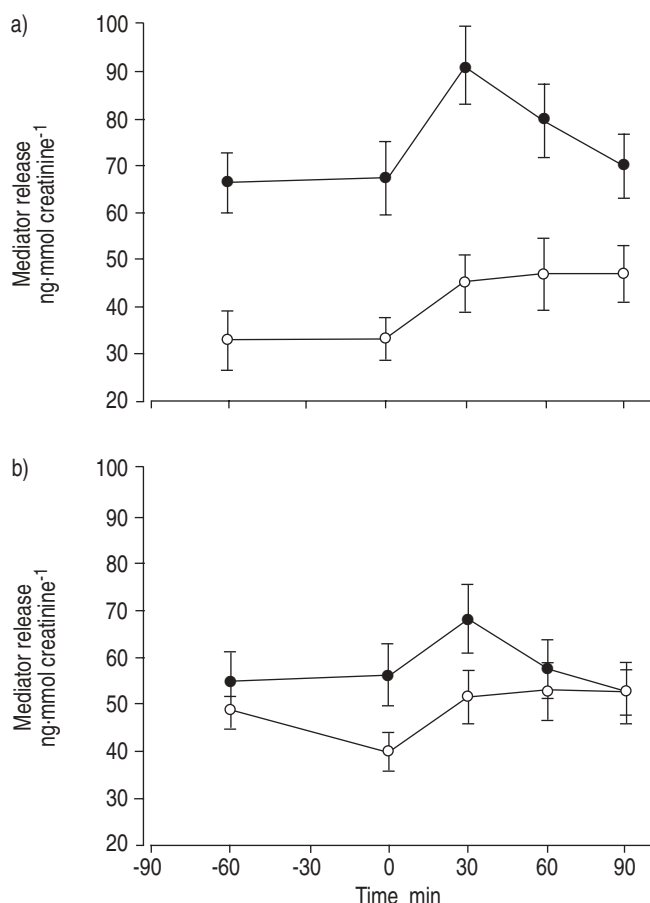 a)
100
90
80
70
60
50
40
30
20
Mediator release
ng·mmol creatinine⁻¹
b)
100
90
80
70
60
50
40
30
20
Mediator release
ng·mmol creatinine⁻¹
-90 -60 -30 0 30 60 90
Time min